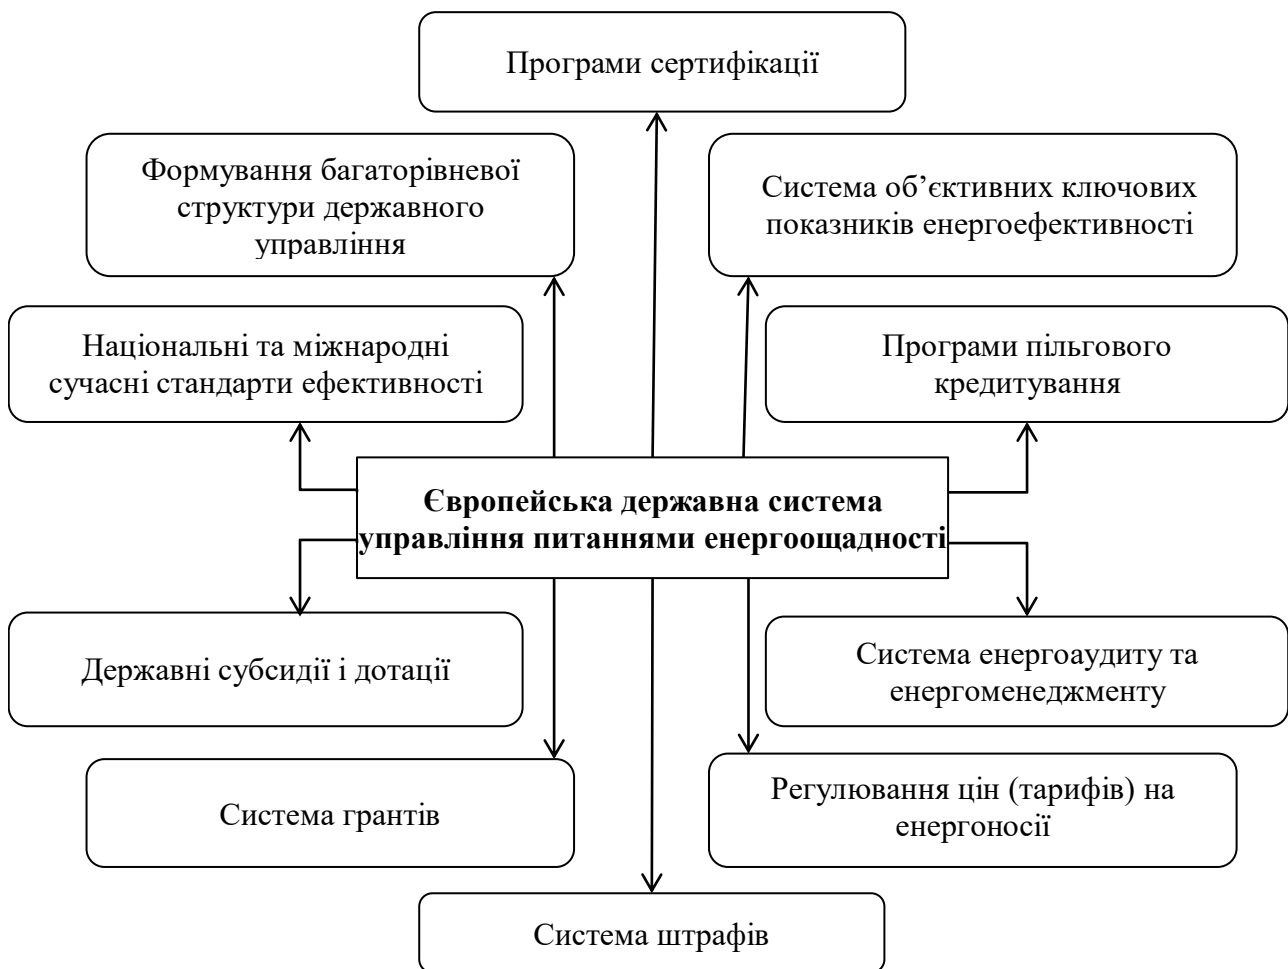 Програми сертифікації
Формування багаторівневої
структури державного
управління
Система об’єктивних ключових
показників енергоефективності
Національні та міжнародні
сучасні стандарти ефективності
Програми пільгового
кредитування
Європейська державна система
управління питаннями енергоощадності
Державні субсидії і дотації
Система енергоаудиту та
енергоменеджменту
Система грантів
Регулювання цін (тарифів) на
енергоносії
Система штрафів